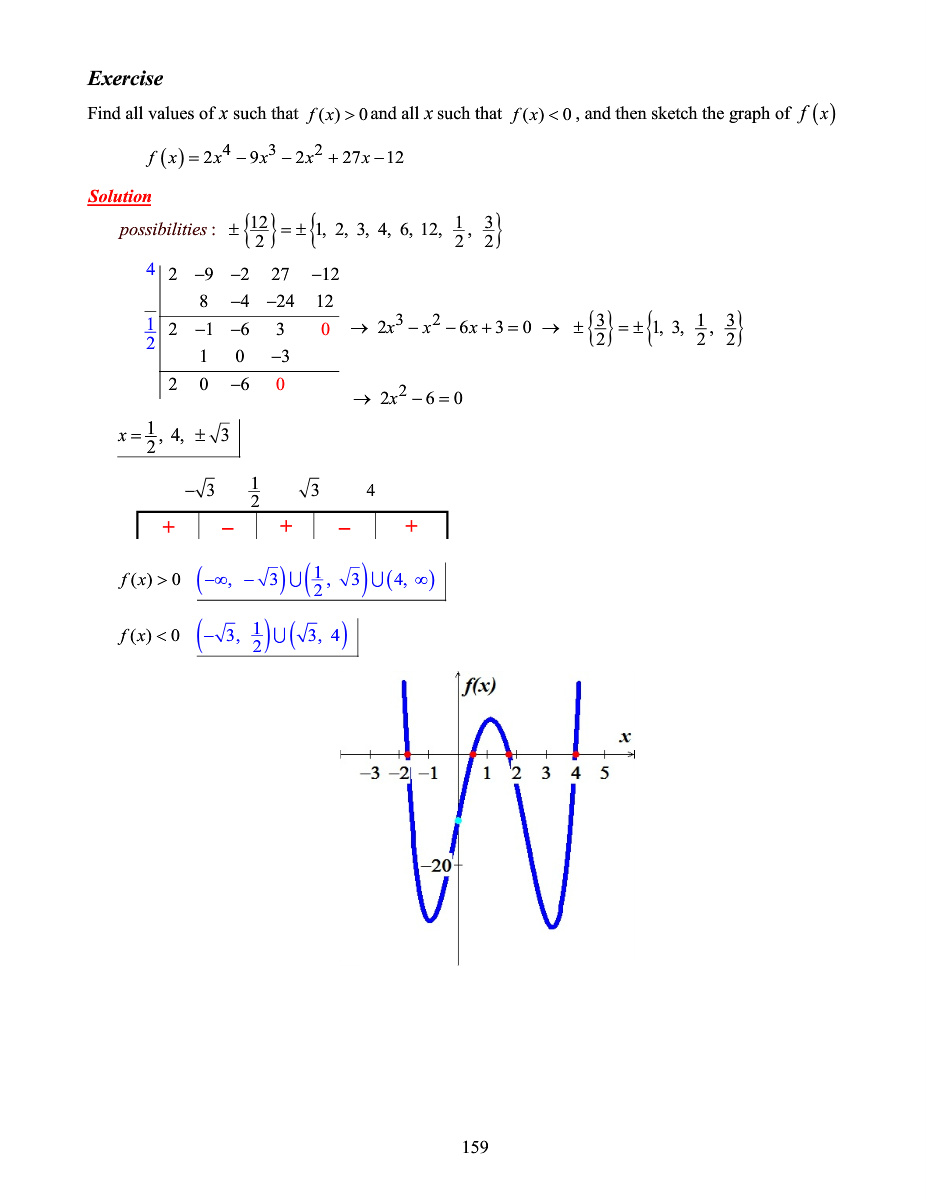 Exercise
Find all values of x such that f(x) > 0 and all x such that f(x) < 0 , and then sketch the graph of f(x)
f(x) = 2x⁴ − 9x³ − 2x² + 27x − 12
Solution
possibilities : ± {12/2} = ± {1, 2, 3, 4, 6, 12, 1/2, 3/2}
4 | 2 −9 −2 27 −12
8 −4 −24 12
1/2 | 2 −1 −6 3 0 → 2x³ − x² − 6x + 3 = 0 → ± {3/2} = ± {1, 3, 1/2, 3/2}
1 0 −3
2 0 −6 0
→ 2x² − 6 = 0
x = 1/2, 4, ± √3
−√3 1/2 √3 4
+ − + − +
f(x) > 0 (−∞, −√3) ∪ (1/2, √3) ∪ (4, ∞)
f(x) < 0 (−√3, 1/2) ∪ (√3, 4)
f(x)
x
−3 −2 −1 1 2 3 4 5
−20
159